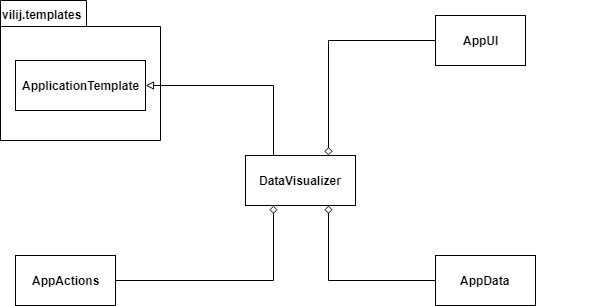 vilij.templates
AppUI
ApplicationTemplate
DataVisualizer
AppActions
AppData